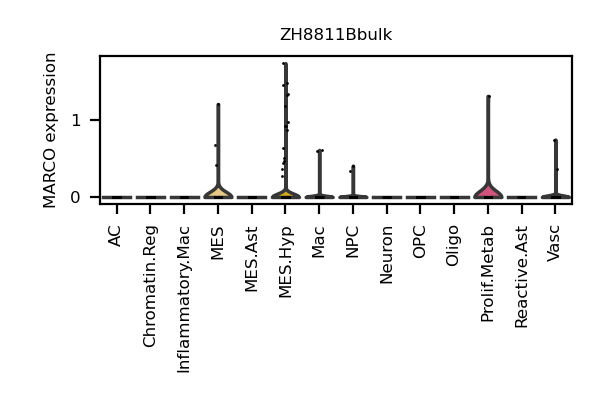 ZH8811Bbulk
MARCO expression
1
0
AC
Chromatin.Reg
Inflammatory.Mac
MES
MES.Ast
MES.Hyp
Mac
NPC
Neuron
OPC
Oligo
Prolif.Metab
Reactive.Ast
Vasc